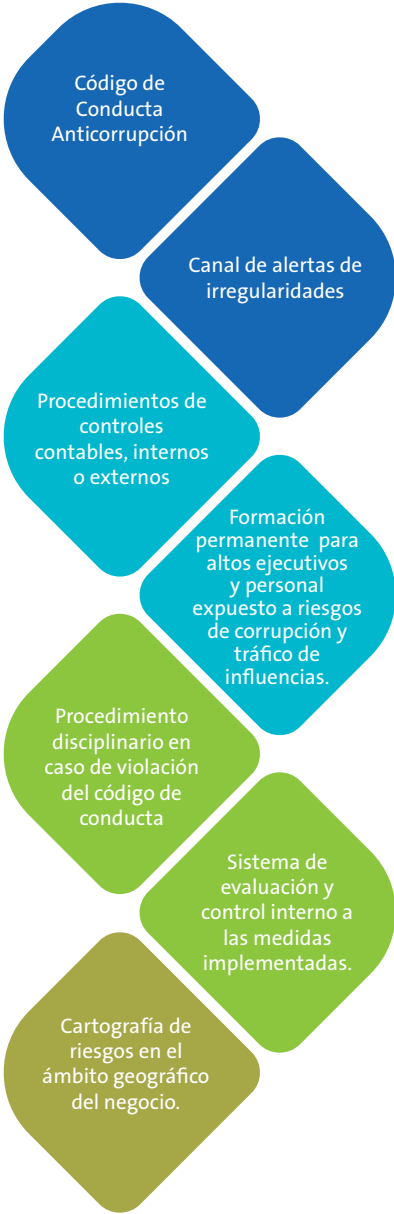 Código de
Conducta
Anticorrupción
Canal de alertas de
irregularidades
Procedimientos de
controles
contables, internos
o externos
Formación
permanente para
altos ejecutivos
y personal
expuesto a riesgos
de corrupción y
tráfico de
influencias.
Procedimiento
disciplinario en
caso de violación
del código de
conducta
Sistema de
evaluación y
control interno a
las medidas
implementadas.
Cartografía de
riesgos en el
ámbito geográfico
del negocio.